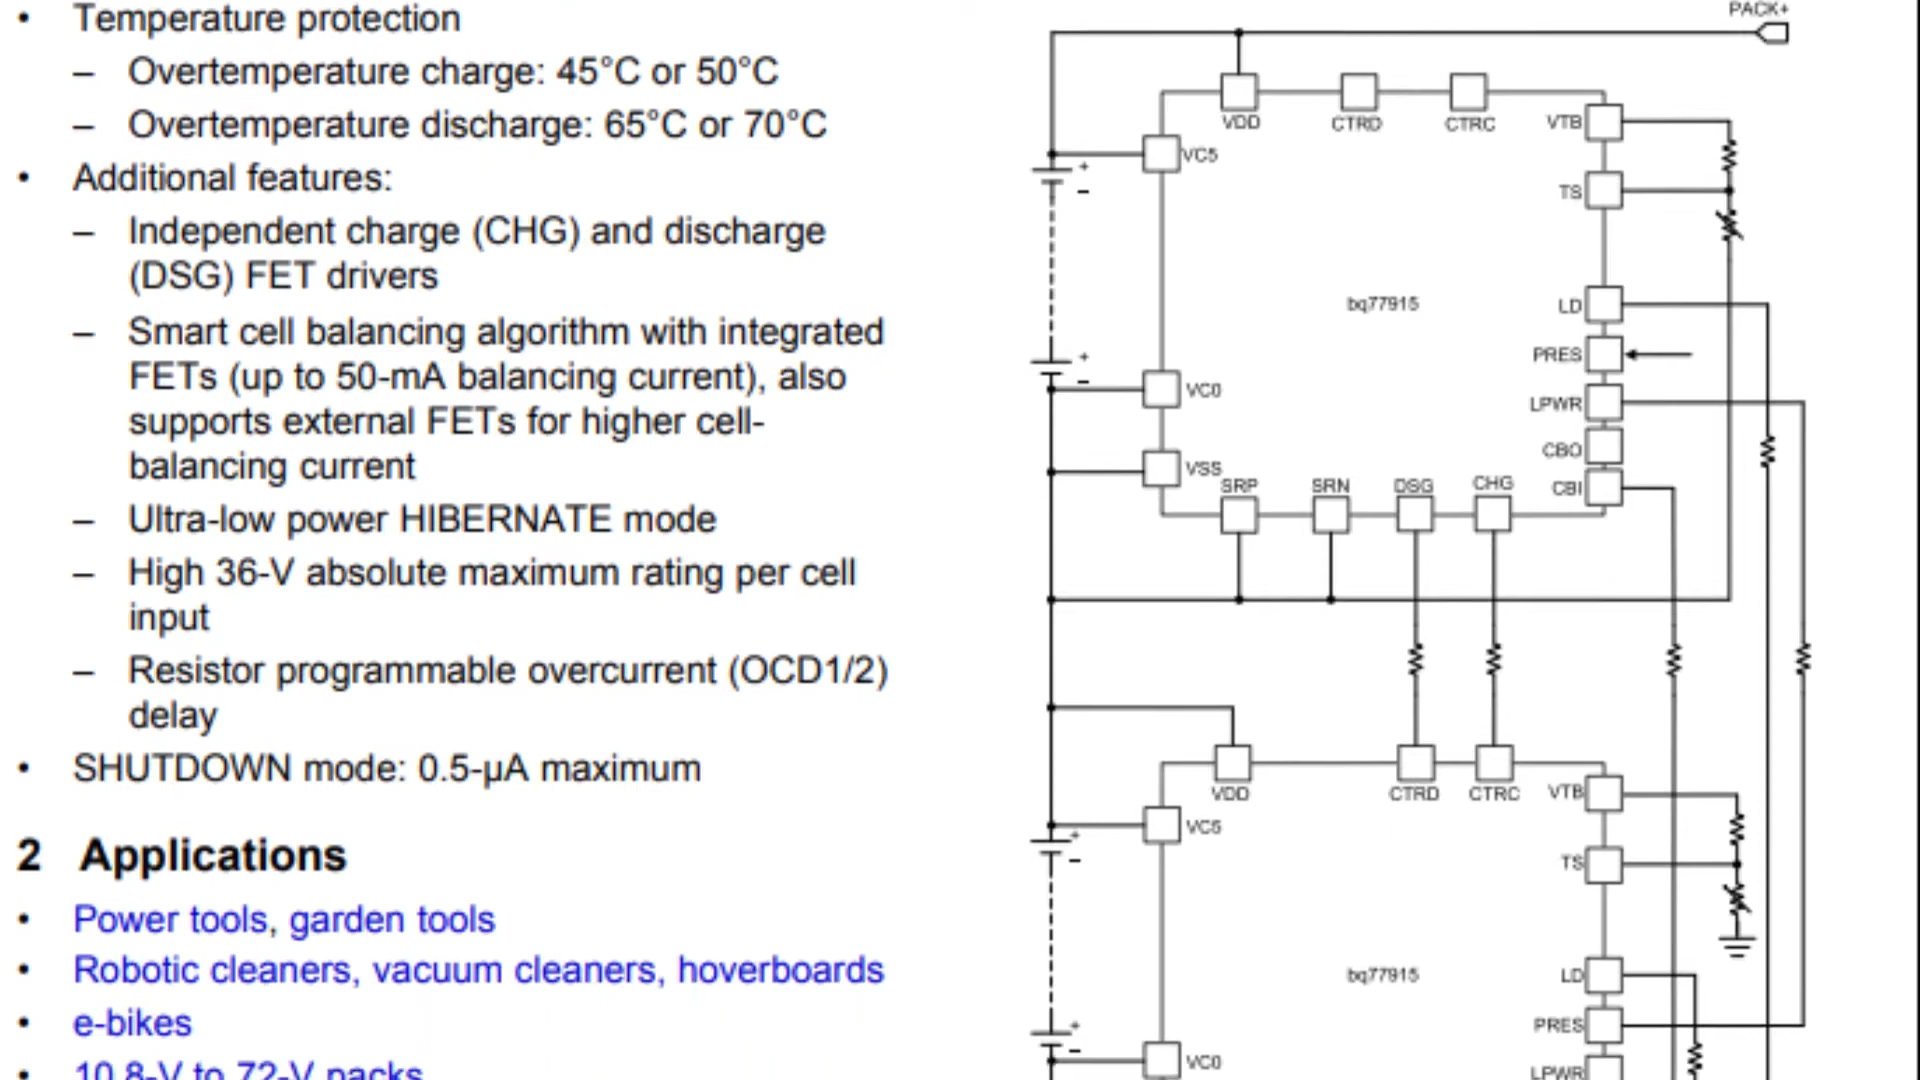 • Temperature protection
– Overtemperature charge: 45°C or 50°C
– Overtemperature discharge: 65°C or 70°C
• Additional features:
– Independent charge (CHG) and discharge
(DSG) FET drivers
– Smart cell balancing algorithm with integrated
FETs (up to 50-mA balancing current), also
supports external FETs for higher cell-
balancing current
– Ultra-low power HIBERNATE mode
– High 36-V absolute maximum rating per cell
input
– Resistor programmable overcurrent (OCD1/2)
delay
• SHUTDOWN mode: 0.5-µA maximum
2 Applications
• Power tools, garden tools
• Robotic cleaners, vacuum cleaners, hoverboards
• e-bikes
• 10.8-V to 72-V packs
PACK+
VDD CTRD CTRC
VTB
VC5
+
–
TS
bq77915
LD
PRES
+
–
VC0
LPWR
CBO
VSS
CBI
SRP SRN DSG CHG
VDD CTRD CTRC
VTB
VC5
+
–
TS
bq77915
LD
PRES
+
–
VC0
LPWR